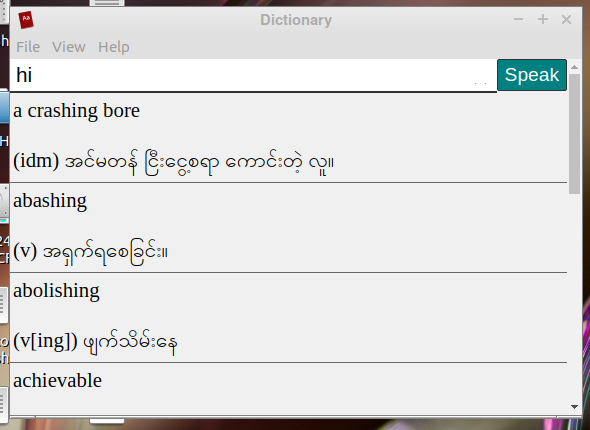 Dictionary
File View Help
hi
Speak
a crashing bore
(idm) အင်မတန် ငြီးငွေ့စရာ ကောင်းတဲ့ လူ။
abashing
(v) အရှက်ရစေခြင်း။
abolishing
(v[ing]) ဖျက်သိမ်းနေ
achievable